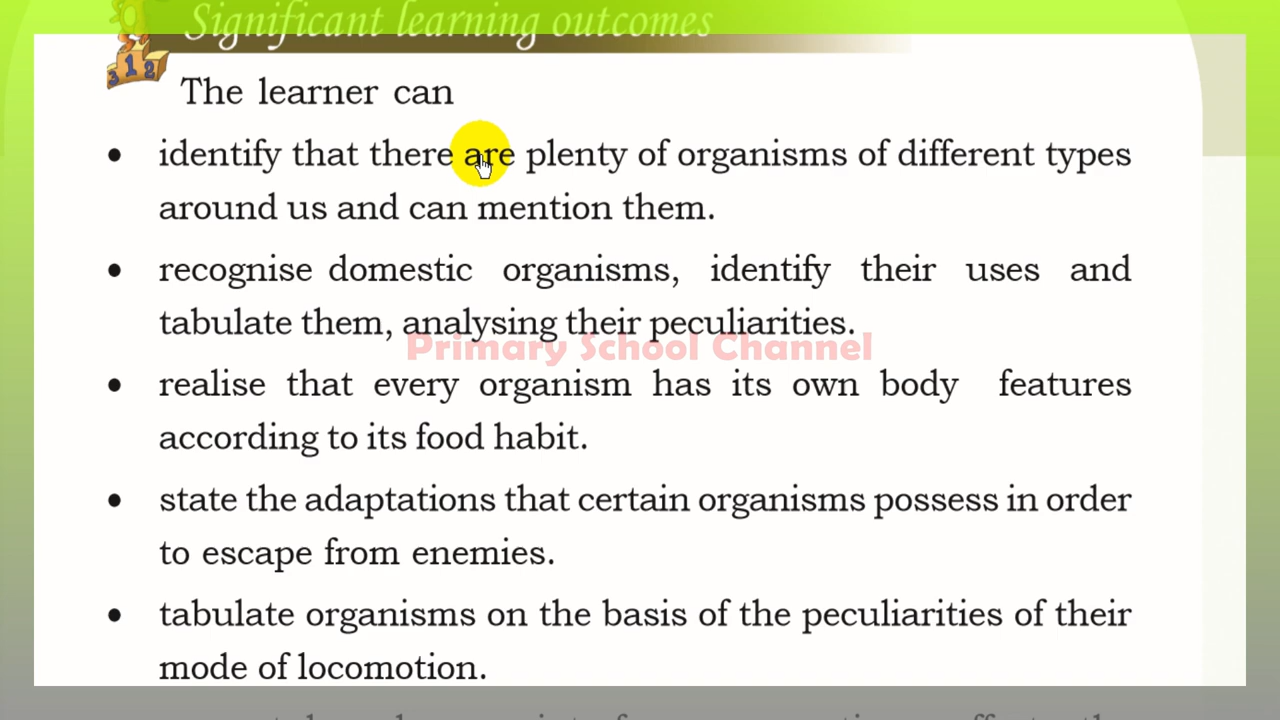 Significant learning outcomes
The learner can
• identify that there are plenty of organisms of different types
around us and can mention them.
• recognise domestic organisms, identify their uses and
tabulate them, analysing their peculiarities.
Primary School Channel
• realise that every organism has its own body features
according to its food habit.
• state the adaptations that certain organisms possess in order
to escape from enemies.
• tabulate organisms on the basis of the peculiarities of their
mode of locomotion.